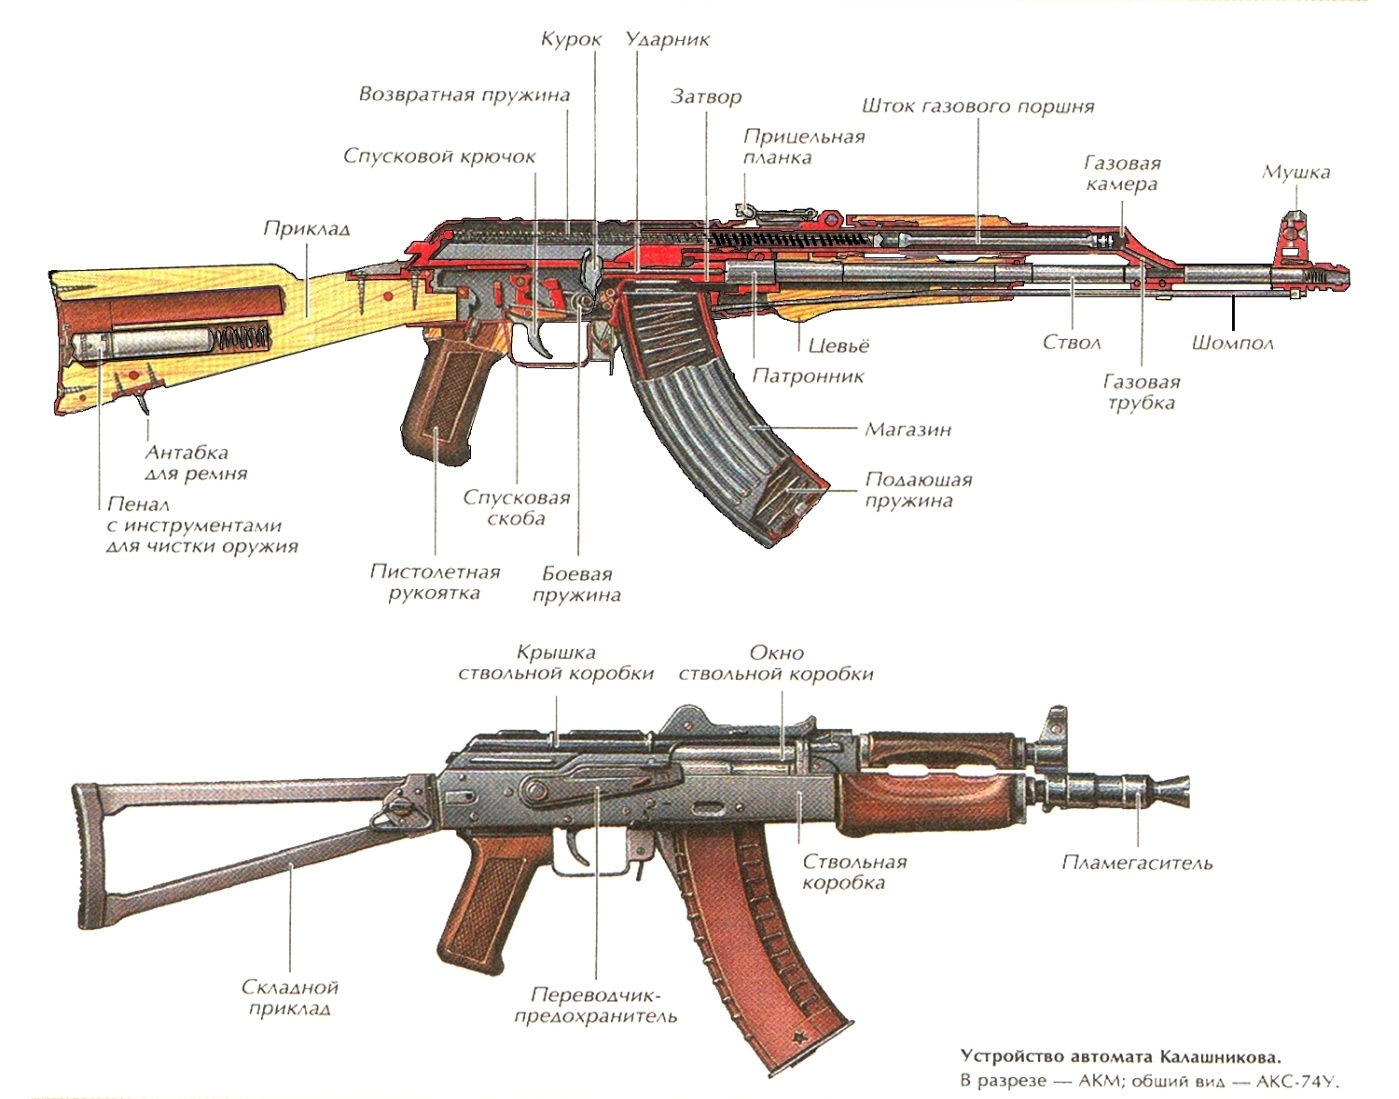 Курок
Ударник
Возвратная пружина
Затвор
Шток газового поршня
Прицельная
планка
Спусковой крючок
Газовая
камера
Мушка
Приклад
Цевьё
Ствол
Шомпол
Патронник
Газовая
трубка
Магазин
Антабка
для ремня
Подающая
пружина
Пенал
с инструментами
для чистки оружия
Спусковая
скоба
Пистолетная
рукоятка
Боевая
пружина
Крышка
ствольной коробки
Окно
ствольной коробки
Ствольная
коробка
Пламегаситель
Складной
приклад
Переводчик-
предохранитель
Устройство автомата Калашникова.
В разрезе — АКМ; общий вид — АКС-74У.